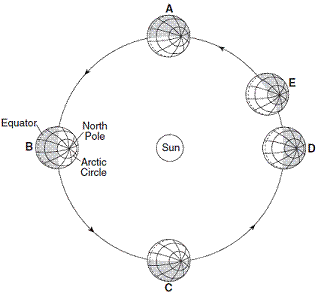 A
E
Equator
North
Pole
B
Sun
D
Arctic
Circle
C